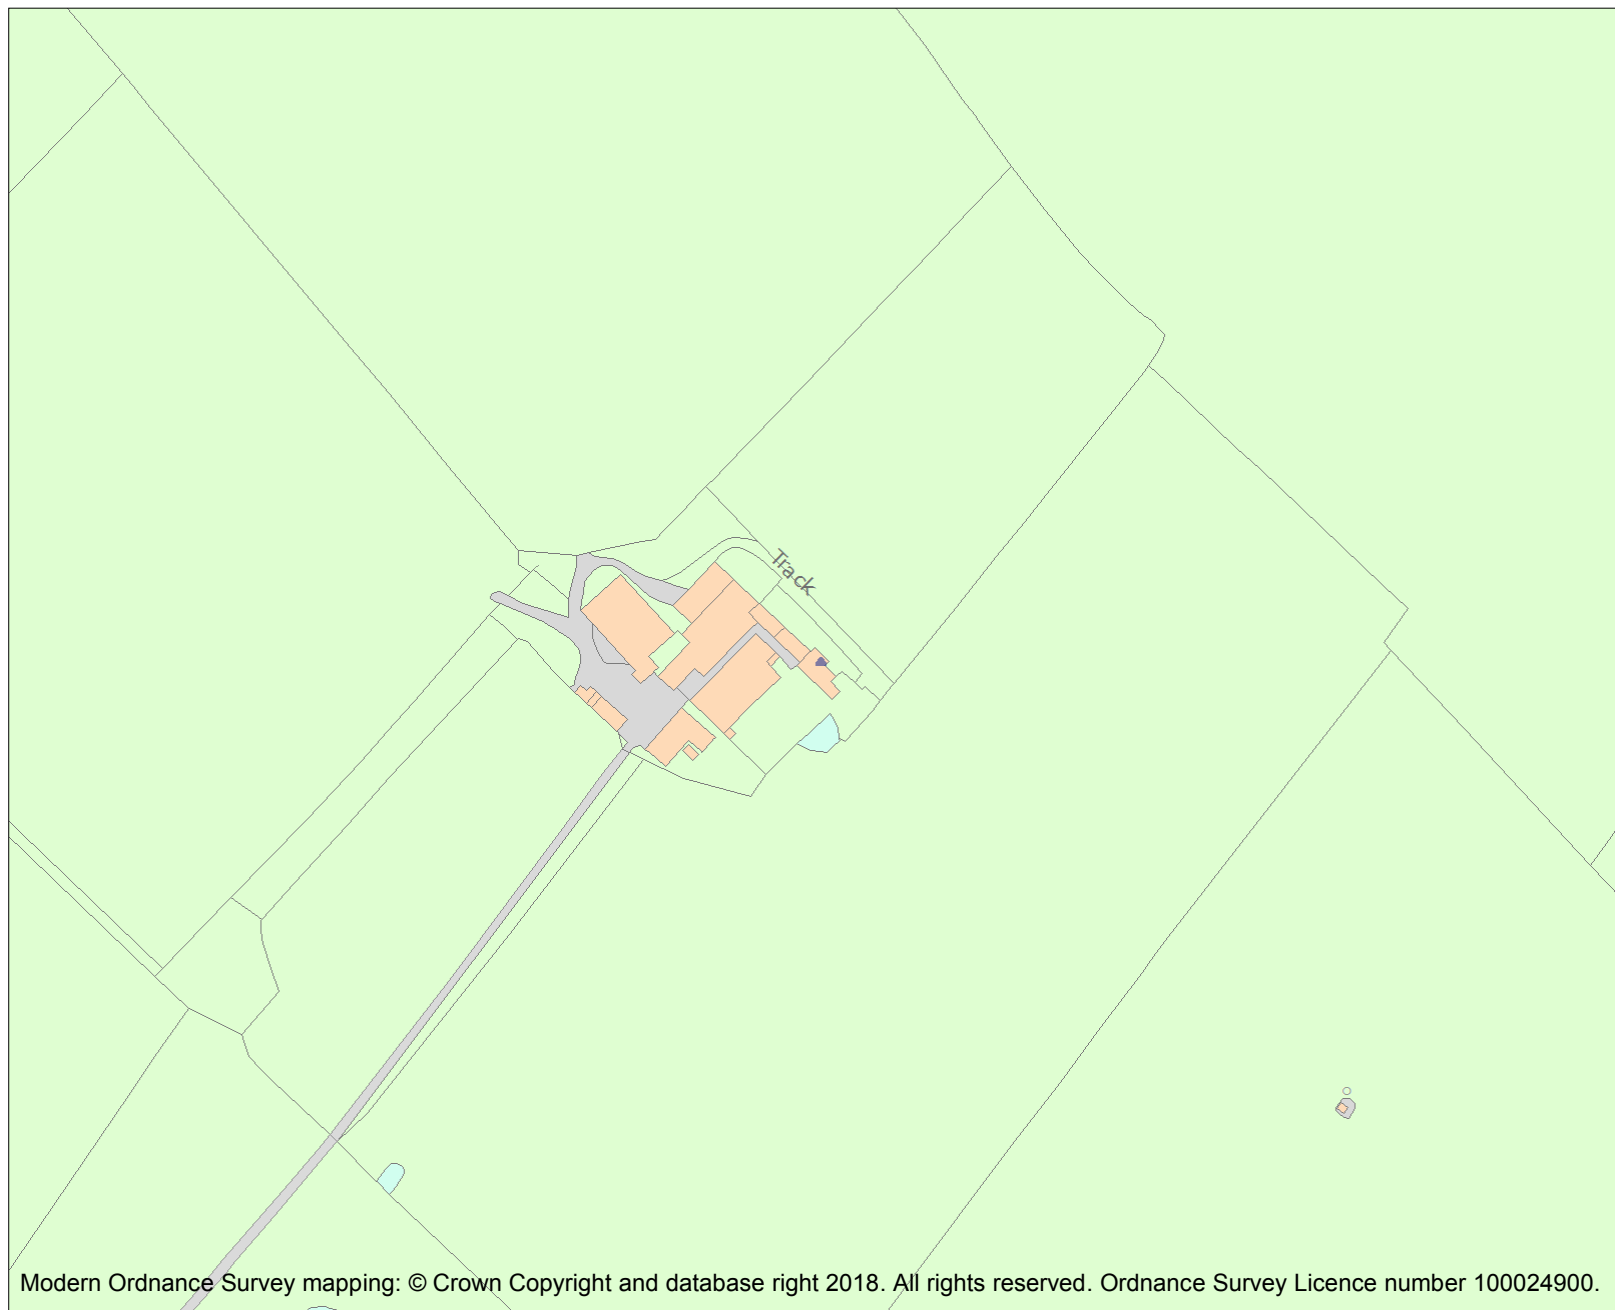 Track
Modern Ordnance Survey mapping: © Crown Copyright and database right 2018. All rights reserved. Ordnance Survey Licence number 100024900.